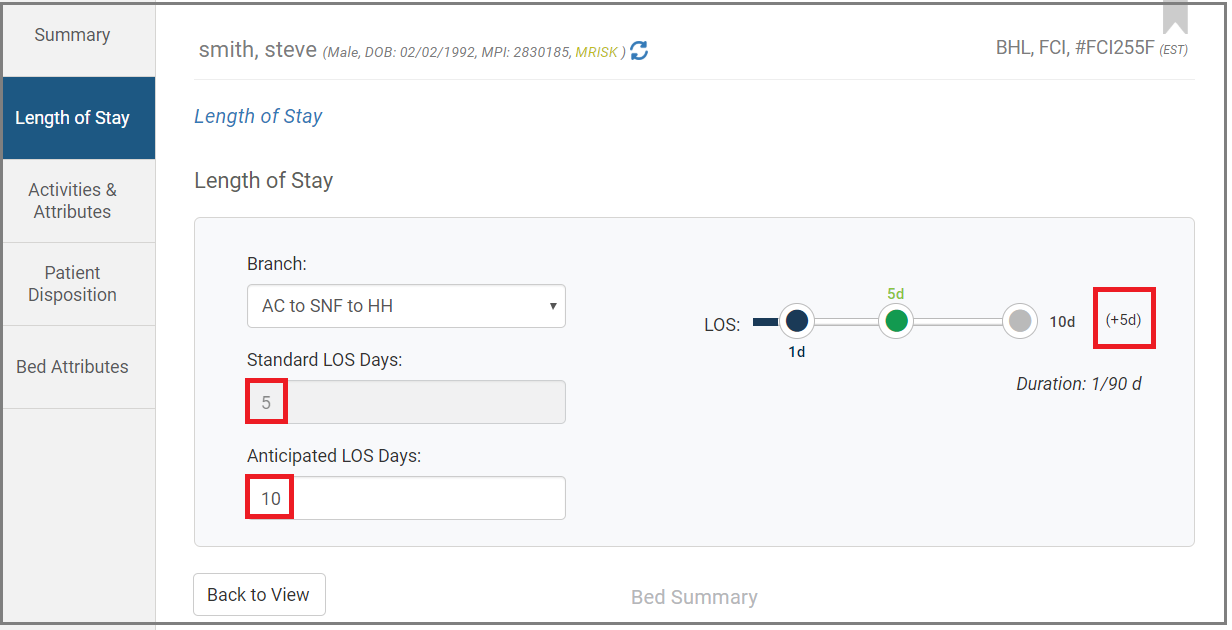 Summary
Length of Stay
Activities &
Attributes
Patient
Disposition
Bed Attributes
smith, steve (Male, DOB: 02/02/1992, MPI: 2830185, MRISK )
BHL, FCI, #FCI255F (EST)
Length of Stay
Length of Stay
Branch:
AC to SNF to HH
Standard LOS Days:
5
Anticipated LOS Days:
10
LOS:
5d
1d
10d
(+5d)
Duration: 1/90 d
Back to View
Bed Summary